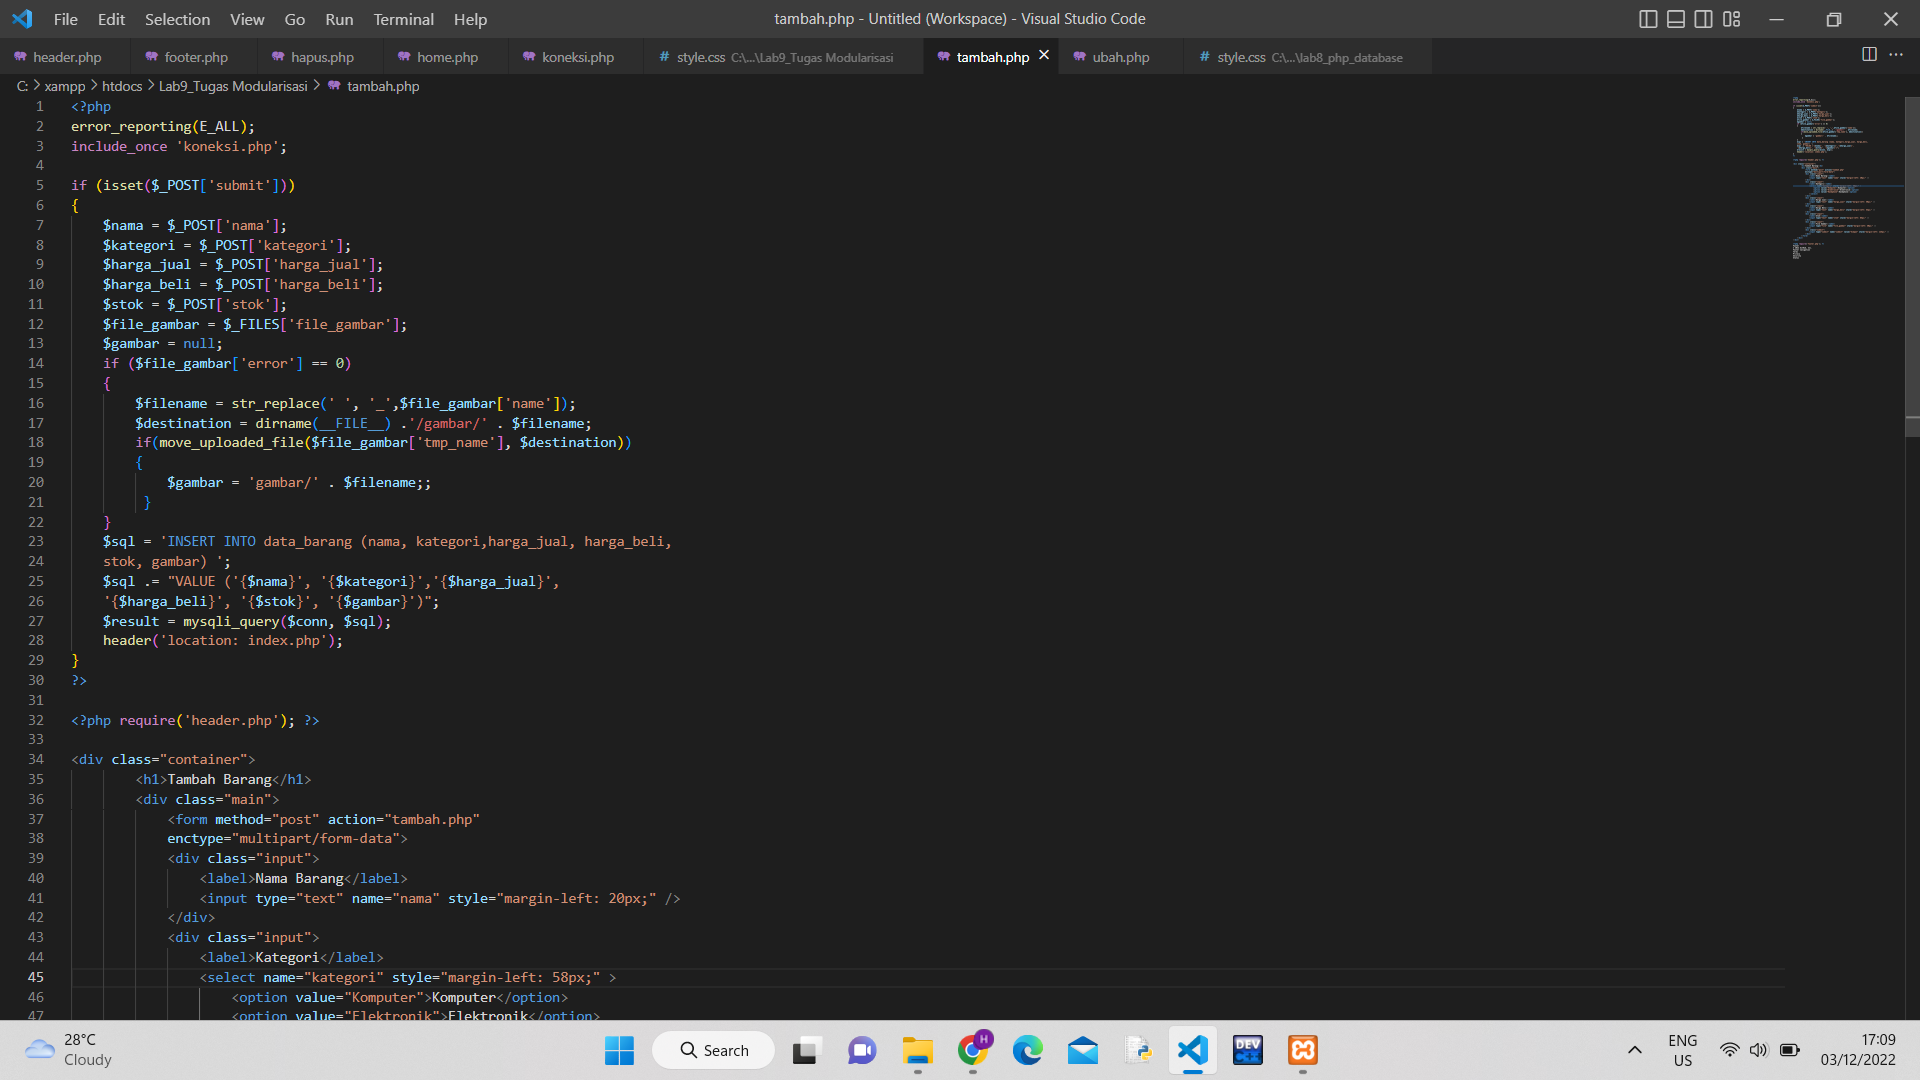 File Edit Selection View Go Run Terminal Help
tambah.php - Untitled (Workspace) - Visual Studio Code
header.php footer.php hapus.php home.php koneksi.php # style.css C:\...\Lab9_Tugas Modularisasi tambah.php ubah.php # style.css C:\...\lab8_php_database
C: > xampp > htdocs > Lab9_Tugas Modularisasi > tambah.php
1 <?php
2 error_reporting(E_ALL);
3 include_once 'koneksi.php';
4
5 if (isset($_POST['submit']))
6 {
7 $nama = $_POST['nama'];
8 $kategori = $_POST['kategori'];
9 $harga_jual = $_POST['harga_jual'];
10 $harga_beli = $_POST['harga_beli'];
11 $stok = $_POST['stok'];
12 $file_gambar = $_FILES['file_gambar'];
13 $gambar = null;
14 if ($file_gambar['error'] == 0)
15 {
16 $filename = str_replace(' ', '_',$file_gambar['name']);
17 $destination = dirname(__FILE__) .'/gambar/' . $filename;
18 if(move_uploaded_file($file_gambar['tmp_name'], $destination))
19 {
20 $gambar = 'gambar/' . $filename;;
21 }
22 }
23 $sql = 'INSERT INTO data_barang (nama, kategori,harga_jual, harga_beli,
24 stok, gambar) ';
25 $sql .= "VALUE ('{$nama}', '{$kategori}','{$harga_jual}',
26 '{$harga_beli}', '{$stok}', '{$gambar}')";
27 $result = mysqli_query($conn, $sql);
28 header('location: index.php');
29 }
30 ?>
31
32 <?php require('header.php'); ?>
33
34 <div class="container">
35 <h1>Tambah Barang</h1>
36 <div class="main">
37 <form method="post" action="tambah.php"
38 enctype="multipart/form-data">
39 <div class="input">
40 <label>Nama Barang</label>
41 <input type="text" name="nama" style="margin-left: 20px;" />
42 </div>
43 <div class="input">
44 <label>Kategori</label>
45 <select name="kategori" style="margin-left: 58px;" >
46 <option value="Komputer">Komputer</option>
47 <option value="Elektronik">Elektronik</option>
28°C
Cloudy
Search
H
DEV
C++
ENG
US
17:09
03/12/2022